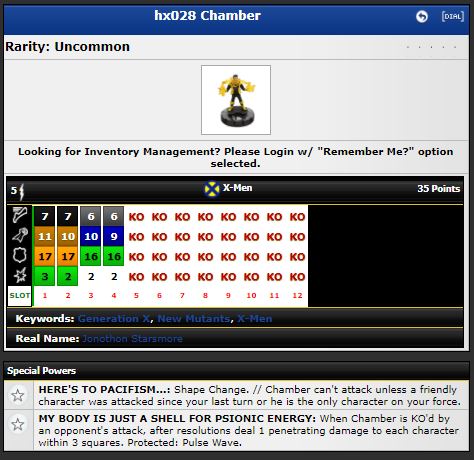 hx028 Chamber
[DIAL]
Rarity: Uncommon
Looking for Inventory Management? Please Login w/ "Remember Me?" option
selected.
5 X-Men 35 Points
7 7 6 6 KO KO KO KO KO KO KO KO
11 10 10 9 KO KO KO KO KO KO KO KO
17 17 16 16 KO KO KO KO KO KO KO KO
3 2 2 2 KO KO KO KO KO KO KO KO
SLOT 1 2 3 4 5 6 7 8 9 10 11 12
Keywords: Generation X, New Mutants, X-Men
Real Name: Jonothon Starsmore
Special Powers
HERE'S TO PACIFISM...: Shape Change. // Chamber can't attack unless a friendly
character was attacked since your last turn or he is the only character on your force.
MY BODY IS JUST A SHELL FOR PSIONIC ENERGY: When Chamber is KO'd by
an opponent's attack, after resolutions deal 1 penetrating damage to each character
within 3 squares. Protected: Pulse Wave.